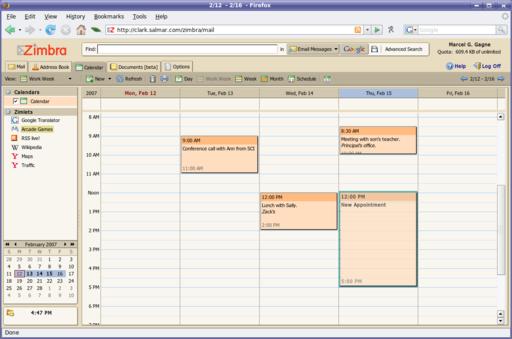 2/12 - 2/16 - Firefox
File Edit View History Bookmarks Tools Help
http://clark.salmar.com/zimbra/mail
Google
Zimbra
Find: in Email Messages Google Advanced Search
Marcel G. Gagne
Quota: 609.4 KB of unlimited
Mail Address Book Calendar Documents [beta] Options
Help Log Off
View: Work Week New Refresh Day Work Week Week Month Schedule 2/12 - 2/16
Calendars
Calendar
Zimlets
Google Translator
Arcade Games
RSS live!
Wikipedia
Maps
Traffic
2007 Mon, Feb 12 Tue, Feb 13 Wed, Feb 14 Thu, Feb 15 Fri, Feb 16
8 AM
9 AM
10 AM
11 AM
Noon
1 PM
2 PM
3 PM
4 PM
5 PM
6 PM
9:00 AM
Conference call with Ann from SCI
11:00 AM
12:00 PM
Lunch with Sally.
Zack's
2:00 PM
8:30 AM
Meeting with son's teacher.
Principal's office.
12:00 PM
New Appointment
5:00 PM
February 2007
S M T W T F S
28 29 30 31 1 2 3
4 5 6 7 8 9 10
11 12 13 14 15 16 17
18 19 20 21 22 23 24
25 26 27 28 1 2 3
4 5 6 7 8 9 10
4:47 PM
Done